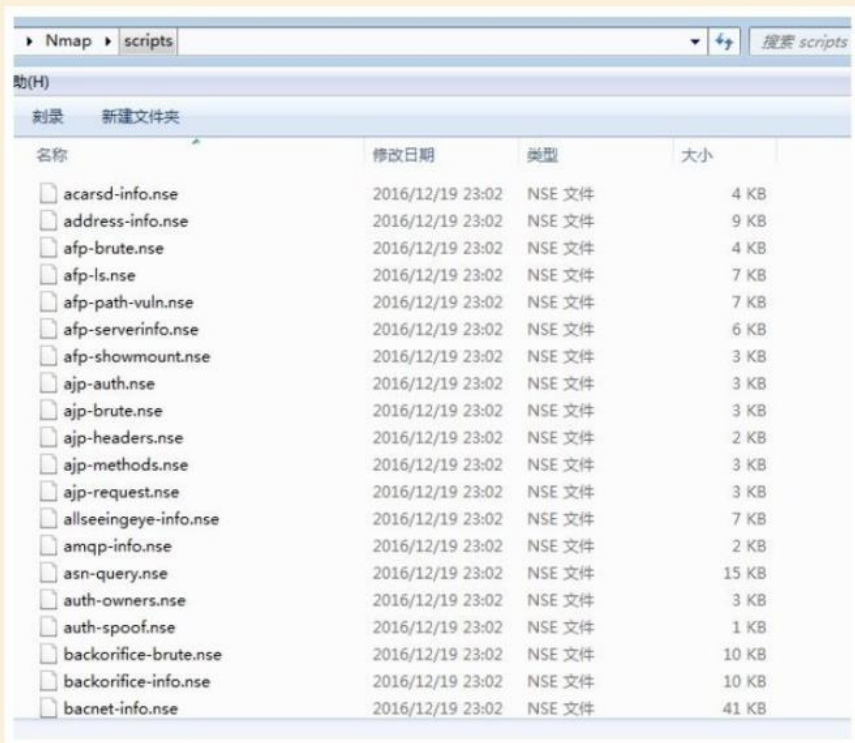 Nmap scripts 搜索 scripts
助(H)
刻录 新建文件夹
名称 修改日期 类型 大小
acarsd-info.nse 2016/12/19 23:02 NSE 文件 4 KB
address-info.nse 2016/12/19 23:02 NSE 文件 9 KB
afp-brute.nse 2016/12/19 23:02 NSE 文件 4 KB
afp-ls.nse 2016/12/19 23:02 NSE 文件 7 KB
afp-path-vuln.nse 2016/12/19 23:02 NSE 文件 7 KB
afp-serverinfo.nse 2016/12/19 23:02 NSE 文件 6 KB
afp-showmount.nse 2016/12/19 23:02 NSE 文件 3 KB
ajp-auth.nse 2016/12/19 23:02 NSE 文件 3 KB
ajp-brute.nse 2016/12/19 23:02 NSE 文件 3 KB
ajp-headers.nse 2016/12/19 23:02 NSE 文件 2 KB
ajp-methods.nse 2016/12/19 23:02 NSE 文件 3 KB
ajp-request.nse 2016/12/19 23:02 NSE 文件 3 KB
allseeingeye-info.nse 2016/12/19 23:02 NSE 文件 7 KB
amqp-info.nse 2016/12/19 23:02 NSE 文件 2 KB
asn-query.nse 2016/12/19 23:02 NSE 文件 15 KB
auth-owners.nse 2016/12/19 23:02 NSE 文件 3 KB
auth-spoof.nse 2016/12/19 23:02 NSE 文件 1 KB
backorifice-brute.nse 2016/12/19 23:02 NSE 文件 10 KB
backorifice-info.nse 2016/12/19 23:02 NSE 文件 10 KB
bacnet-info.nse 2016/12/19 23:02 NSE 文件 41 KB